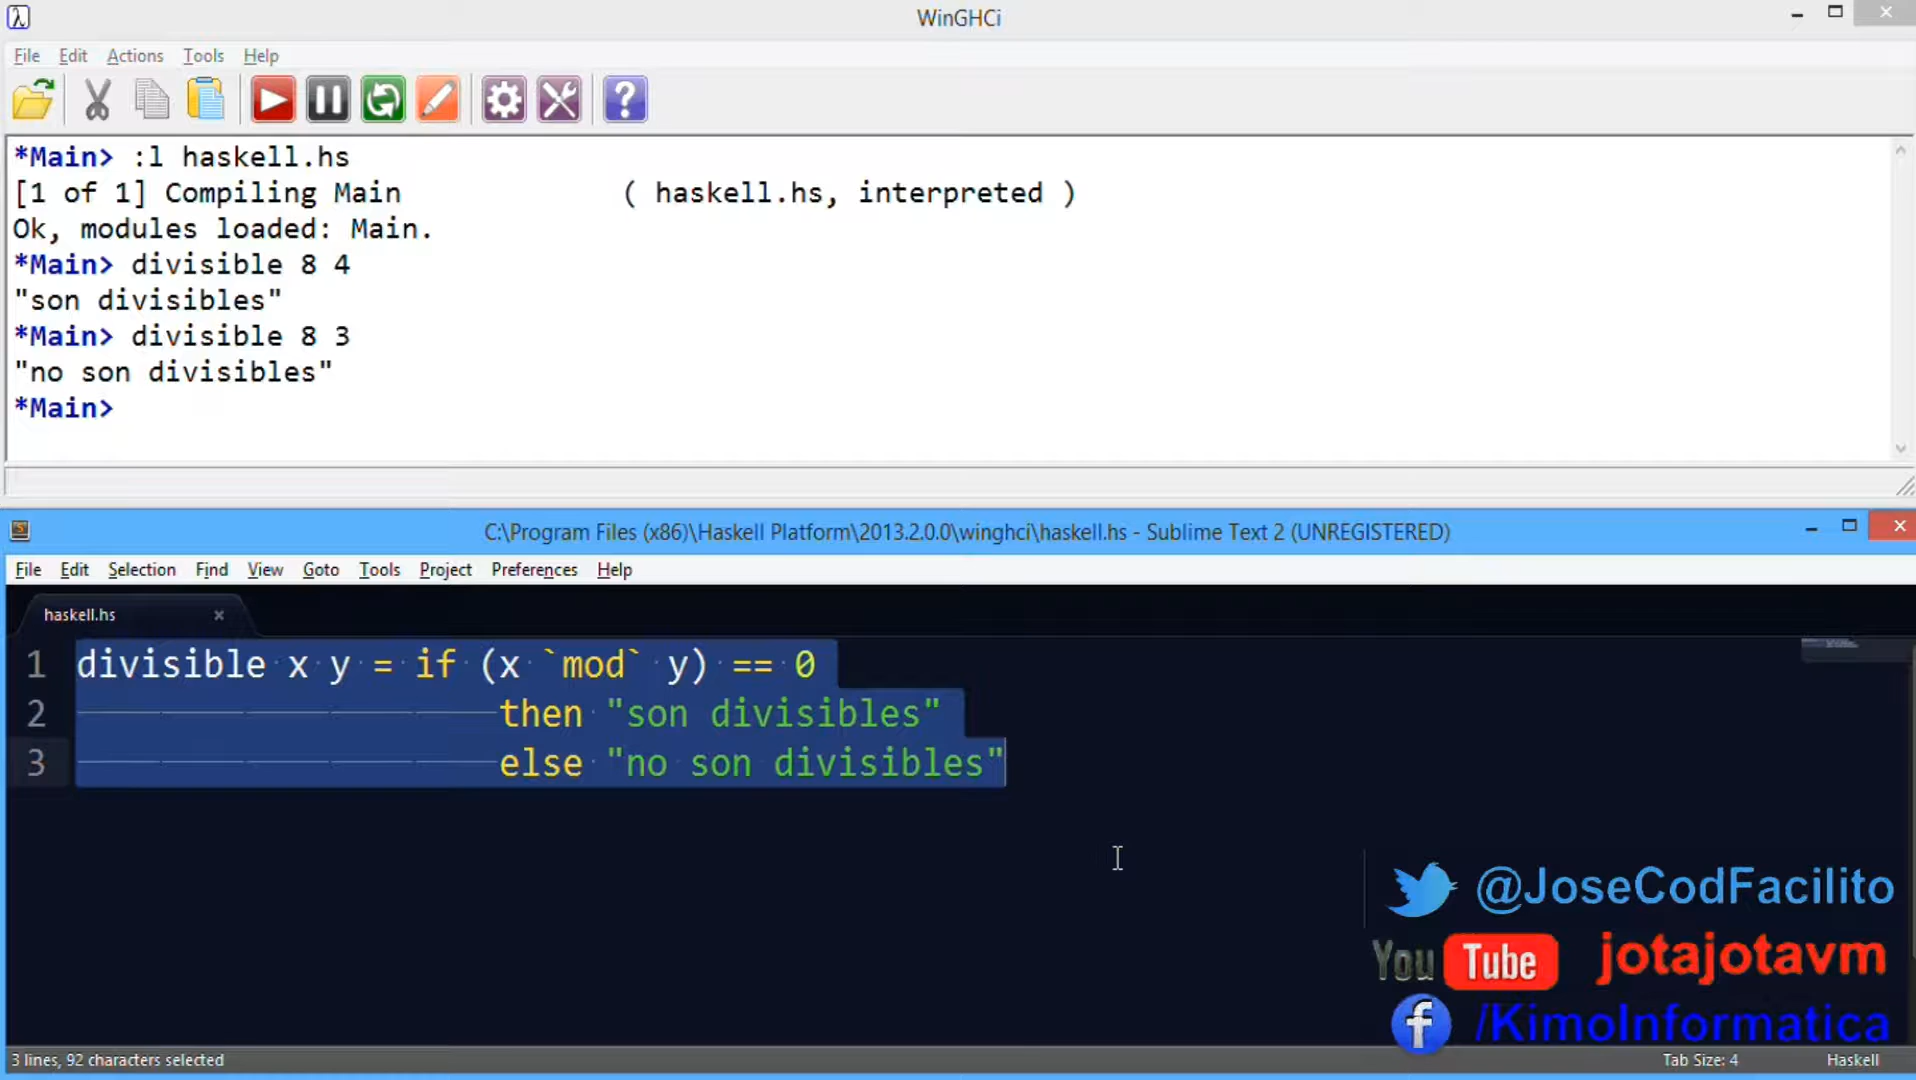 WinGHCi
File Edit Actions Tools Help
*Main> :l haskell.hs
[1 of 1] Compiling Main ( haskell.hs, interpreted )
Ok, modules loaded: Main.
*Main> divisible 8 4
"son divisibles"
*Main> divisible 8 3
"no son divisibles"
*Main>
C:\Program Files (x86)\Haskell Platform\2013.2.0.0\winghci\haskell.hs - Sublime Text 2 (UNREGISTERED)
File Edit Selection Find View Goto Tools Project Preferences Help
haskell.hs
1 divisible x y = if (x `mod` y) == 0
2 then "son divisibles"
3 else "no son divisibles"
@JoseCodFacilito
You Tube jotajotavm
f /KimoInformatica
3 lines, 92 characters selected Tab Size: 4 Haskell